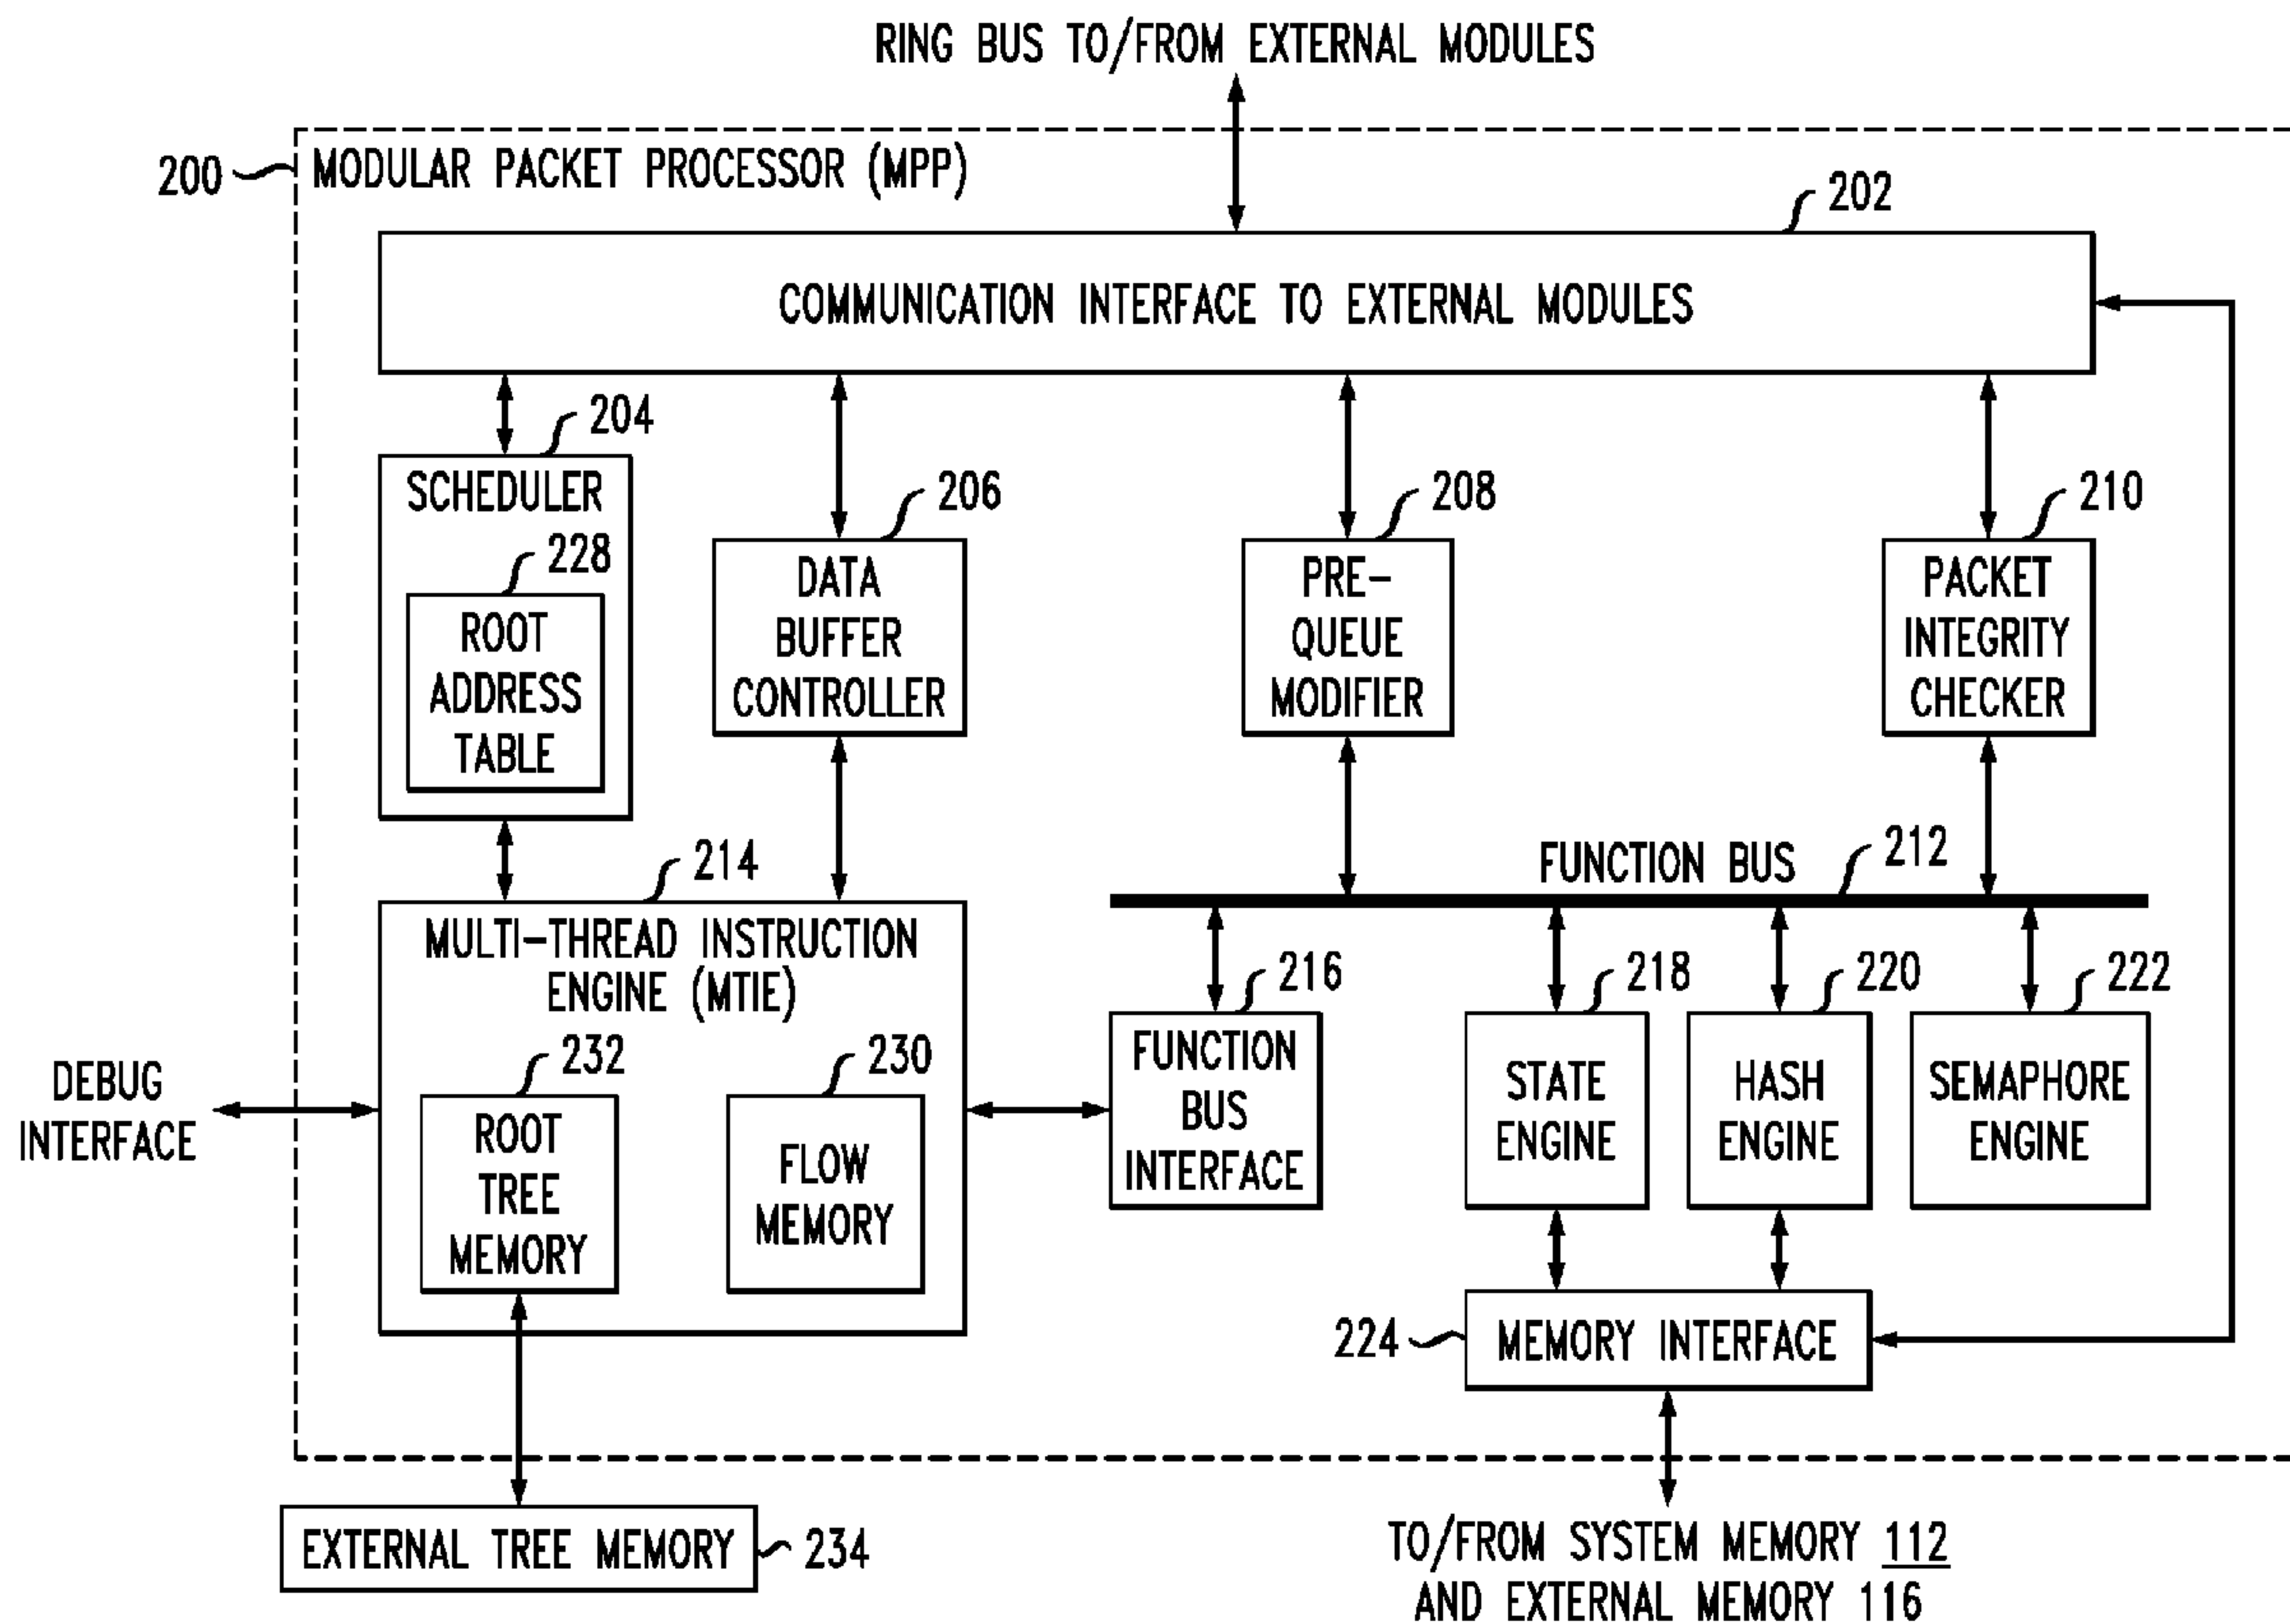 RING BUS TO/FROM EXTERNAL MODULES
200
MODULAR PACKET PROCESSOR (MPP)
202
COMMUNICATION INTERFACE TO EXTERNAL MODULES
204
SCHEDULER
228
ROOT
ADDRESS
TABLE
206
DATA
BUFFER
CONTROLLER
208
PRE-
QUEUE
MODIFIER
210
PACKET
INTEGRITY
CHECKER
FUNCTION BUS
212
214
MULTI-THREAD INSTRUCTION
ENGINE (MTIE)
232
ROOT
TREE
MEMORY
230
FLOW
MEMORY
DEBUG
INTERFACE
216
FUNCTION
BUS
INTERFACE
218
STATE
ENGINE
220
HASH
ENGINE
222
SEMAPHORE
ENGINE
224
MEMORY INTERFACE
EXTERNAL TREE MEMORY
234
TO/FROM SYSTEM MEMORY 112
AND EXTERNAL MEMORY 116